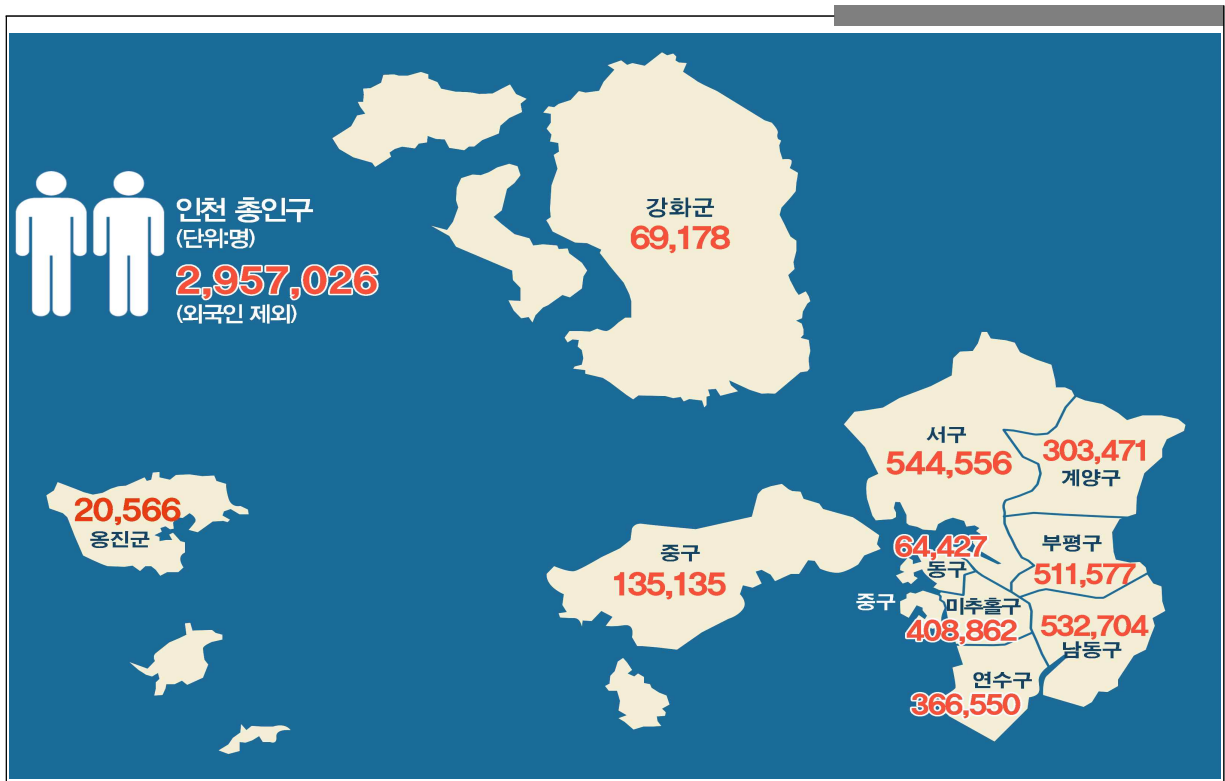 인천 총인구
(단위:명)
2,957,026
(외국인 제외)
강화군
69,178
서구
544,556
303,471
계양구
20,566
옹진군
중구
135,135
64,427
동구
부평구
511,577
중구
미추홀구
408,862
532,704
남동구
연수구
366,550